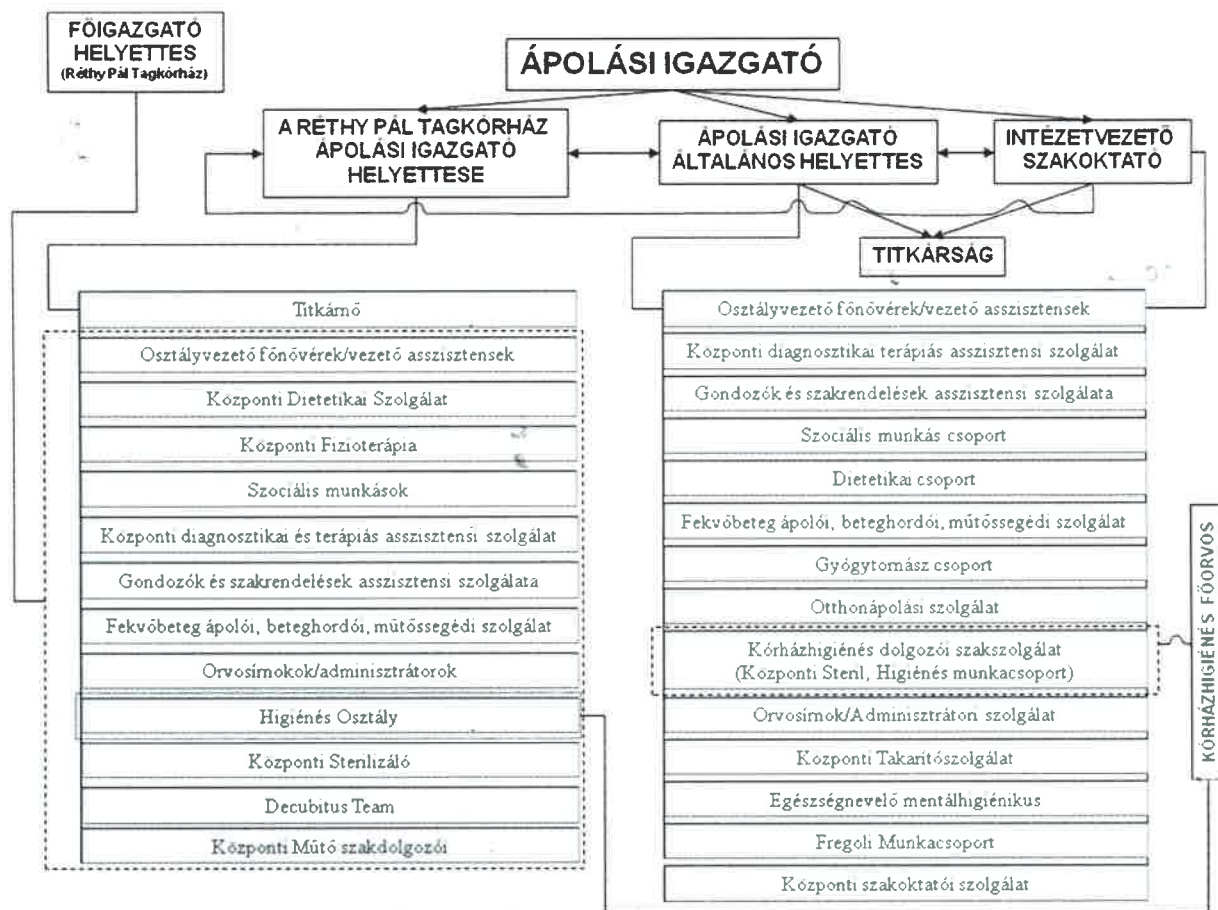 FŐIGAZGATÓ
HELYETTES
(Réthy Pál Tagkórház)
ÁPOLÁSI IGAZGATÓ
A RÉTHY PÁL TAGKÓRHÁZ
ÁPOLÁSI IGAZGATÓ
HELYETTESE
ÁPOLÁSI IGAZGATÓ
ÁLTALÁNOS HELYETTES
INTÉZETVEZETŐ
SZAKOKTATÓ
TITKÁRSÁG
Titkárnő
Osztályvezető főnővérek/vezető asszisztensek
Központi Dietetikai Szolgálat
Központi Fizioterápia
Szociális munkások
Központi diagnosztikai és terápiás asszisztensi szolgálat
Gondozók és szakrendelések asszisztensi szolgálata
Fekvőbeteg ápolói, beteghordói, műtőssegédi szolgálat
Orvosírnokok/adminisztrátorok
Higiénés Osztály
Központi Sterilizáló
Decubitus Team
Központi Műtő szakdolgozói
Osztályvezető főnővérek/vezető asszisztensek
Központi diagnosztikai terápiás asszisztensi szolgálat
Gondozók és szakrendelések asszisztensi szolgálata
Szociális munkás csoport
Dietetikai csoport
Fekvőbeteg ápolói, beteghordói, műtőssegédi szolgálat
Gyógytornász csoport
Otthonápolási szolgálat
Kórházhigiénés dolgozói szakszolgálat
(Központi Steril, Higiénés munkacsoport)
Orvosírnok/Adminisztrátori szolgálat
Központi Takarítószolgálat
Egészségnevelő mentálhigiénikus
Fregoli Munkacsoport
Központi szakoktatói szolgálat
KÓRHÁZHIGIÉNÉS FŐORVOS